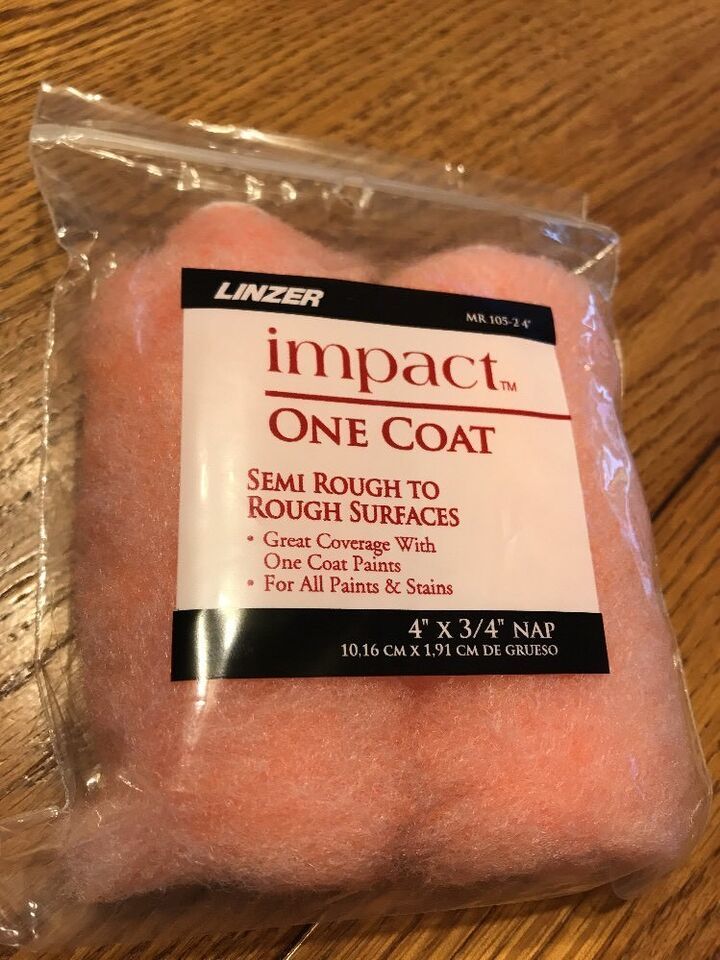 LINZER
MR 105-2 4"
impact™
ONE COAT
SEMI ROUGH TO
ROUGH SURFACES
• Great Coverage With
One Coat Paints
• For All Paints & Stains
4" X 3/4" NAP
10,16 CM X 1,91 CM DE GRUESO